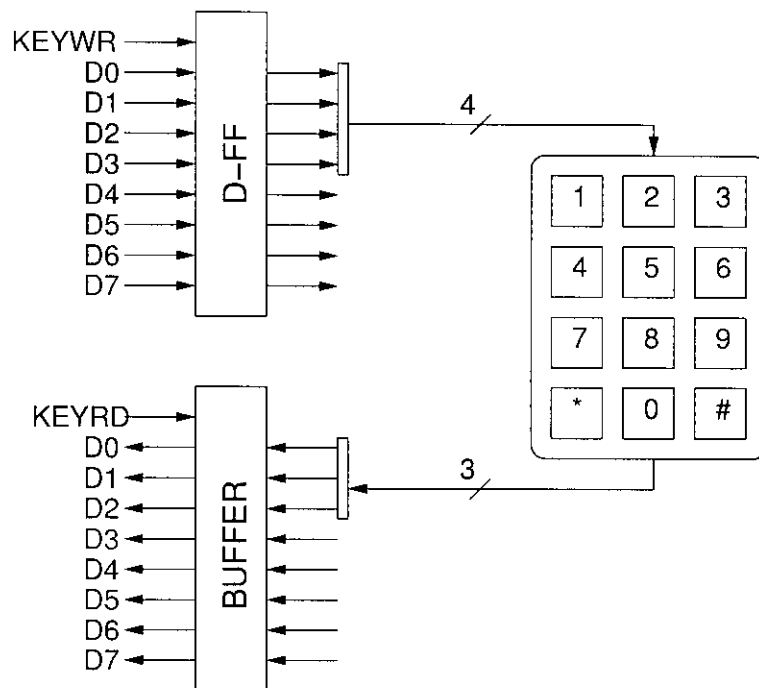 KEYWR
D0
D1
D2
D3
D4
D5
D6
D7
D-FF
4
1 2 3
4 5 6
7 8 9
* 0 #
KEYRD
D0
D1
D2
D3
D4
D5
D6
D7
BUFFER
3